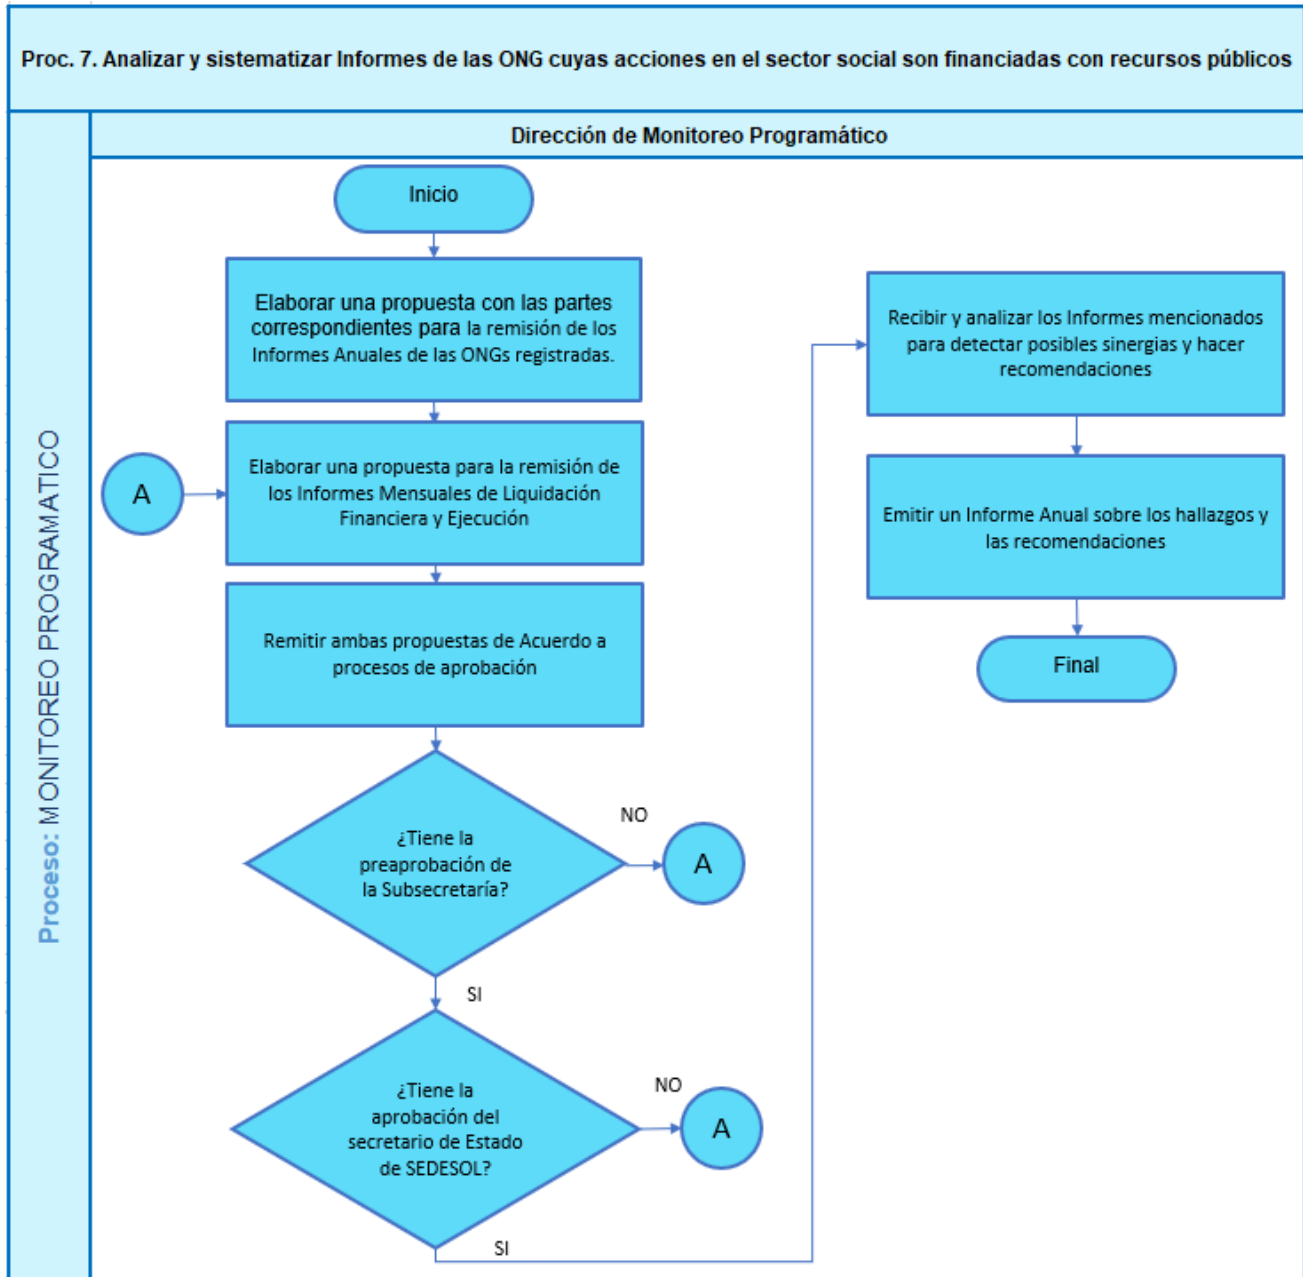 Proc. 7. Analizar y sistematizar Informes de las ONG cuyas acciones en el sector social son financiadas con recursos públicos
Dirección de Monitoreo Programático
Proceso: MONITOREO PROGRAMATICO
Inicio
Elaborar una propuesta con las partes
correspondientes para la remisión de los
Informes Anuales de las ONGs registradas.
A
Elaborar una propuesta para la remisión de
los Informes Mensuales de Liquidación
Financiera y Ejecución
Remitir ambas propuestas de Acuerdo a
procesos de aprobación
¿Tiene la
preaprobación de
la Subsecretaría?
NO
A
SI
¿Tiene la
aprobación del
secretario de Estado
de SEDESOL?
NO
A
SI
Recibir y analizar los Informes mencionados
para detectar posibles sinergias y hacer
recomendaciones
Emitir un Informe Anual sobre los hallazgos y
las recomendaciones
Final